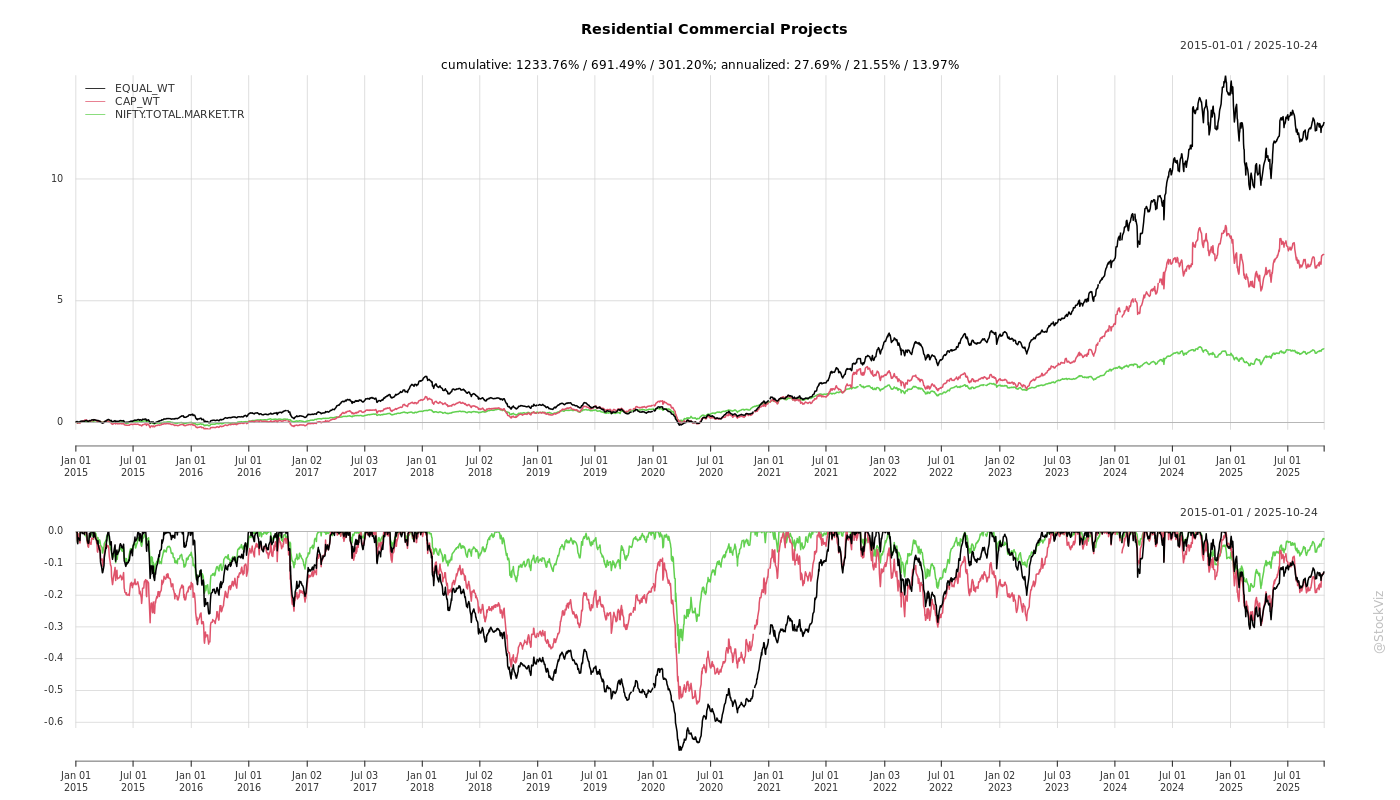 Residential Commercial Projects
2015-01-01 / 2025-10-24
cumulative: 1233.76% / 691.49% / 301.20%; annualized: 27.69% / 21.55% / 13.97%
EQUAL_WT
CAP_WT
NIFTY.TOTAL.MARKET.TR
10
5
0
Jan 01 Jul 01 Jan 01 Jul 01 Jan 02 Jul 03 Jan 01 Jul 02 Jan 01 Jul 01 Jan 01 Jul 01 Jan 01 Jul 01 Jan 03 Jul 01 Jan 02 Jul 03 Jan 01 Jul 01 Jan 01 Jul 01
2015 2015 2016 2016 2017 2017 2018 2018 2019 2019 2020 2020 2021 2021 2022 2022 2023 2023 2024 2024 2025 2025
2015-01-01 / 2025-10-24
0.0
-0.1
-0.2
-0.3
-0.4
-0.5
-0.6
Jan 01 Jul 01 Jan 01 Jul 01 Jan 02 Jul 03 Jan 01 Jul 02 Jan 01 Jul 01 Jan 01 Jul 01 Jan 01 Jul 01 Jan 03 Jul 01 Jan 02 Jul 03 Jan 01 Jul 01 Jan 01 Jul 01
2015 2015 2016 2016 2017 2017 2018 2018 2019 2019 2020 2020 2021 2021 2022 2022 2023 2023 2024 2024 2025 2025
@StockViz